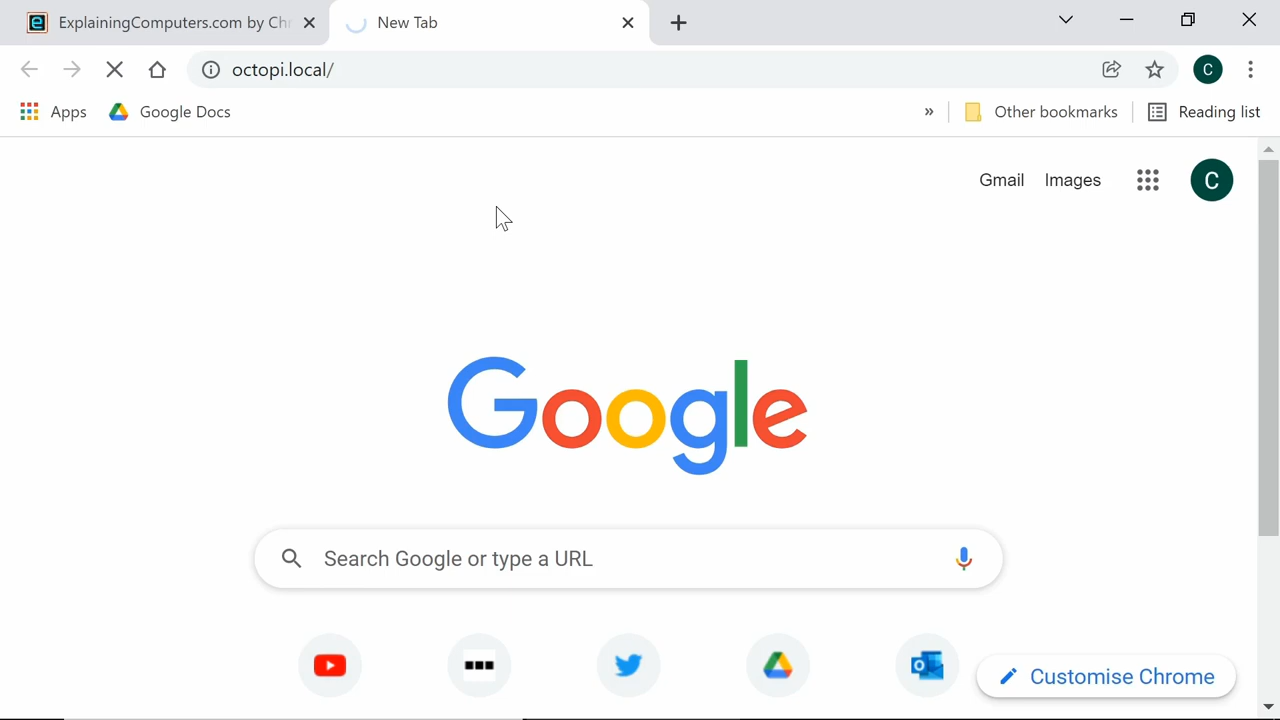 ExplainingComputers.com by Chr
New Tab
octopi.local/
C
Apps
Google Docs
»
Other bookmarks
Reading list
Gmail
Images
C
Google
Search Google or type a URL
Customise Chrome